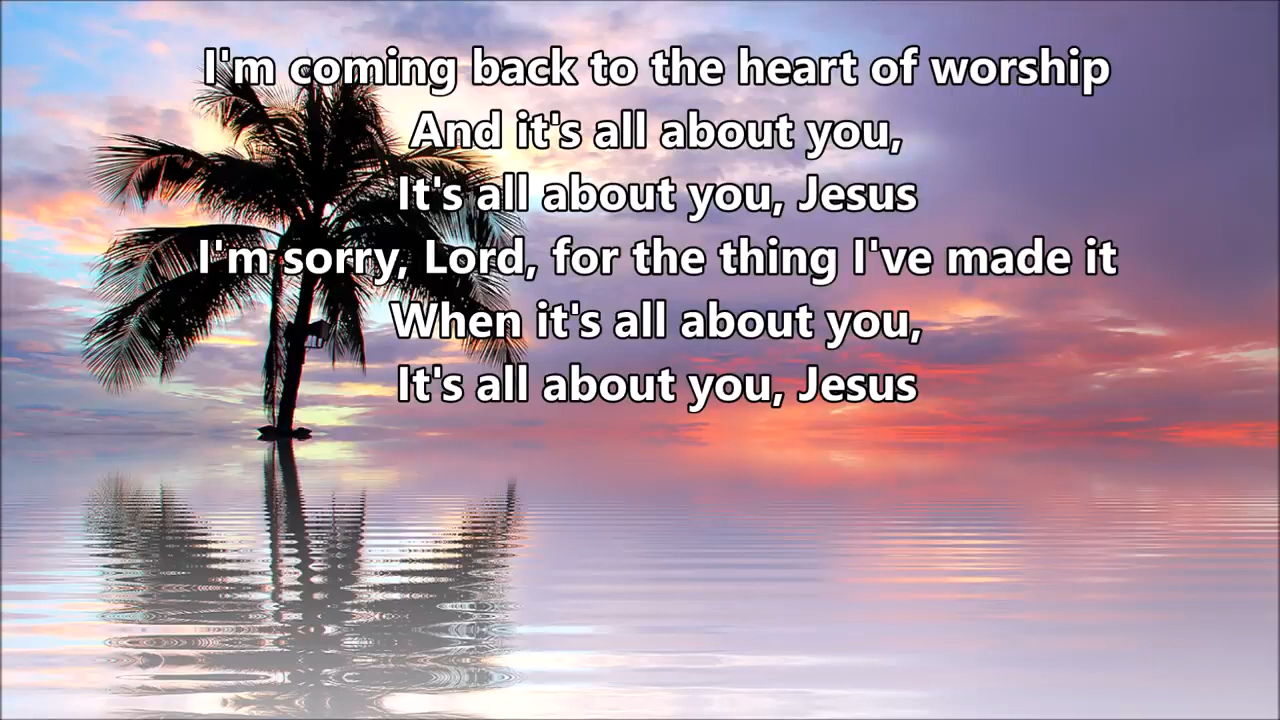 I'm coming back to the heart of worship
And it's all about you,
It's all about you, Jesus
I'm sorry, Lord, for the thing I've made it
When it's all about you,
It's all about you, Jesus